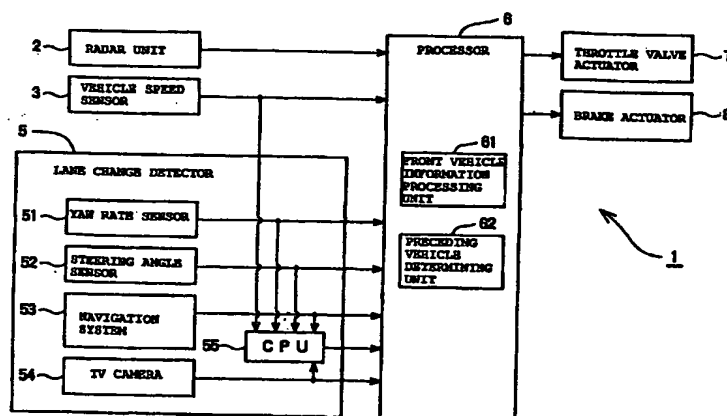 6
2
RADAR UNIT
PROCESSOR
THROTTLE VALVE
ACTUATOR
7
3
VEHICLE SPEED
SENSOR
BRAKE ACTUATOR
8
5
LANE CHANGE DETECTOR
61
FRONT VEHICLE
INFORMATION
PROCESSING
UNIT
51
YAW RATE SENSOR
62
PRECEDING
VEHICLE
DETERMINING
UNIT
1
52
STEERING ANGLE
SENSOR
53
NAVIGATION
SYSTEM
55
CPU
54
TV CAMERA